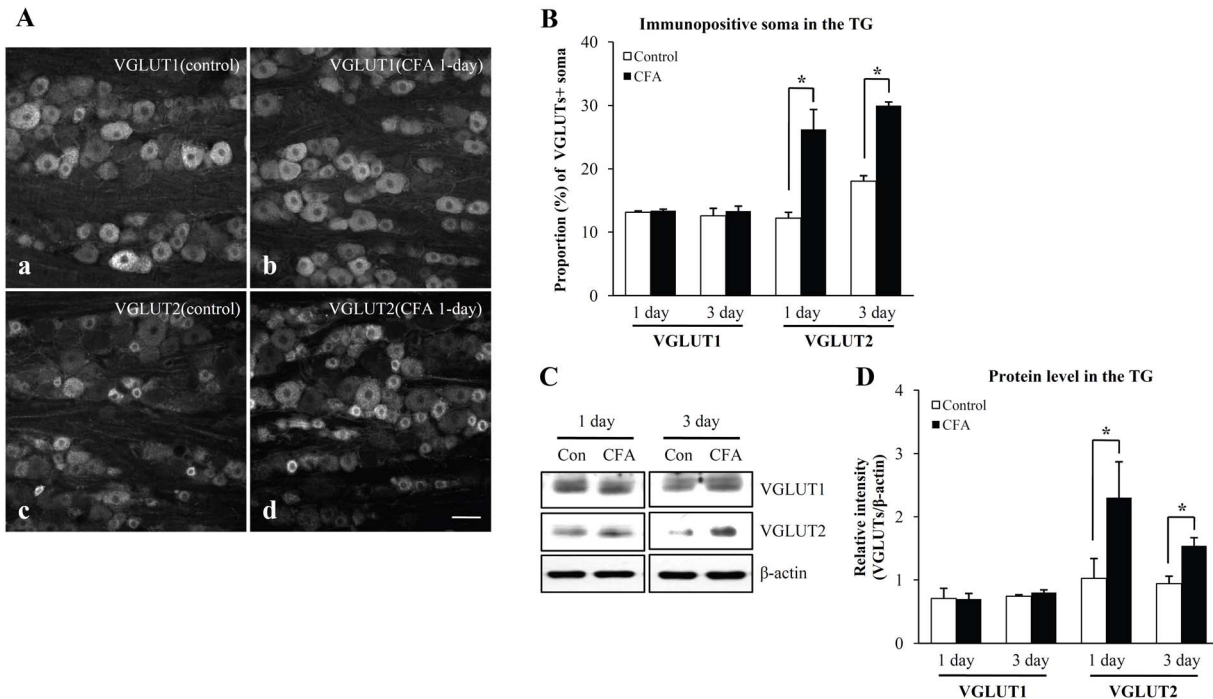 A
VGLUT1(control)
VGLUT1(CFA 1-day)
a
b
VGLUT2(control)
VGLUT2(CFA 1-day)
c
d
B
Immunopositive soma in the TG
Control
CFA
Proportion (%) of VGLUTs+ soma
40
30
20
10
0
*
*
1 day
3 day
1 day
3 day
VGLUT1
VGLUT2
C
1 day
3 day
Con
CFA
Con
CFA
VGLUT1
VGLUT2
β-actin
D
Protein level in the TG
Control
CFA
Relative intensity
(VGLUTs/β-actin)
4
3
2
1
0
*
*
1 day
3 day
1 day
3 day
VGLUT1
VGLUT2